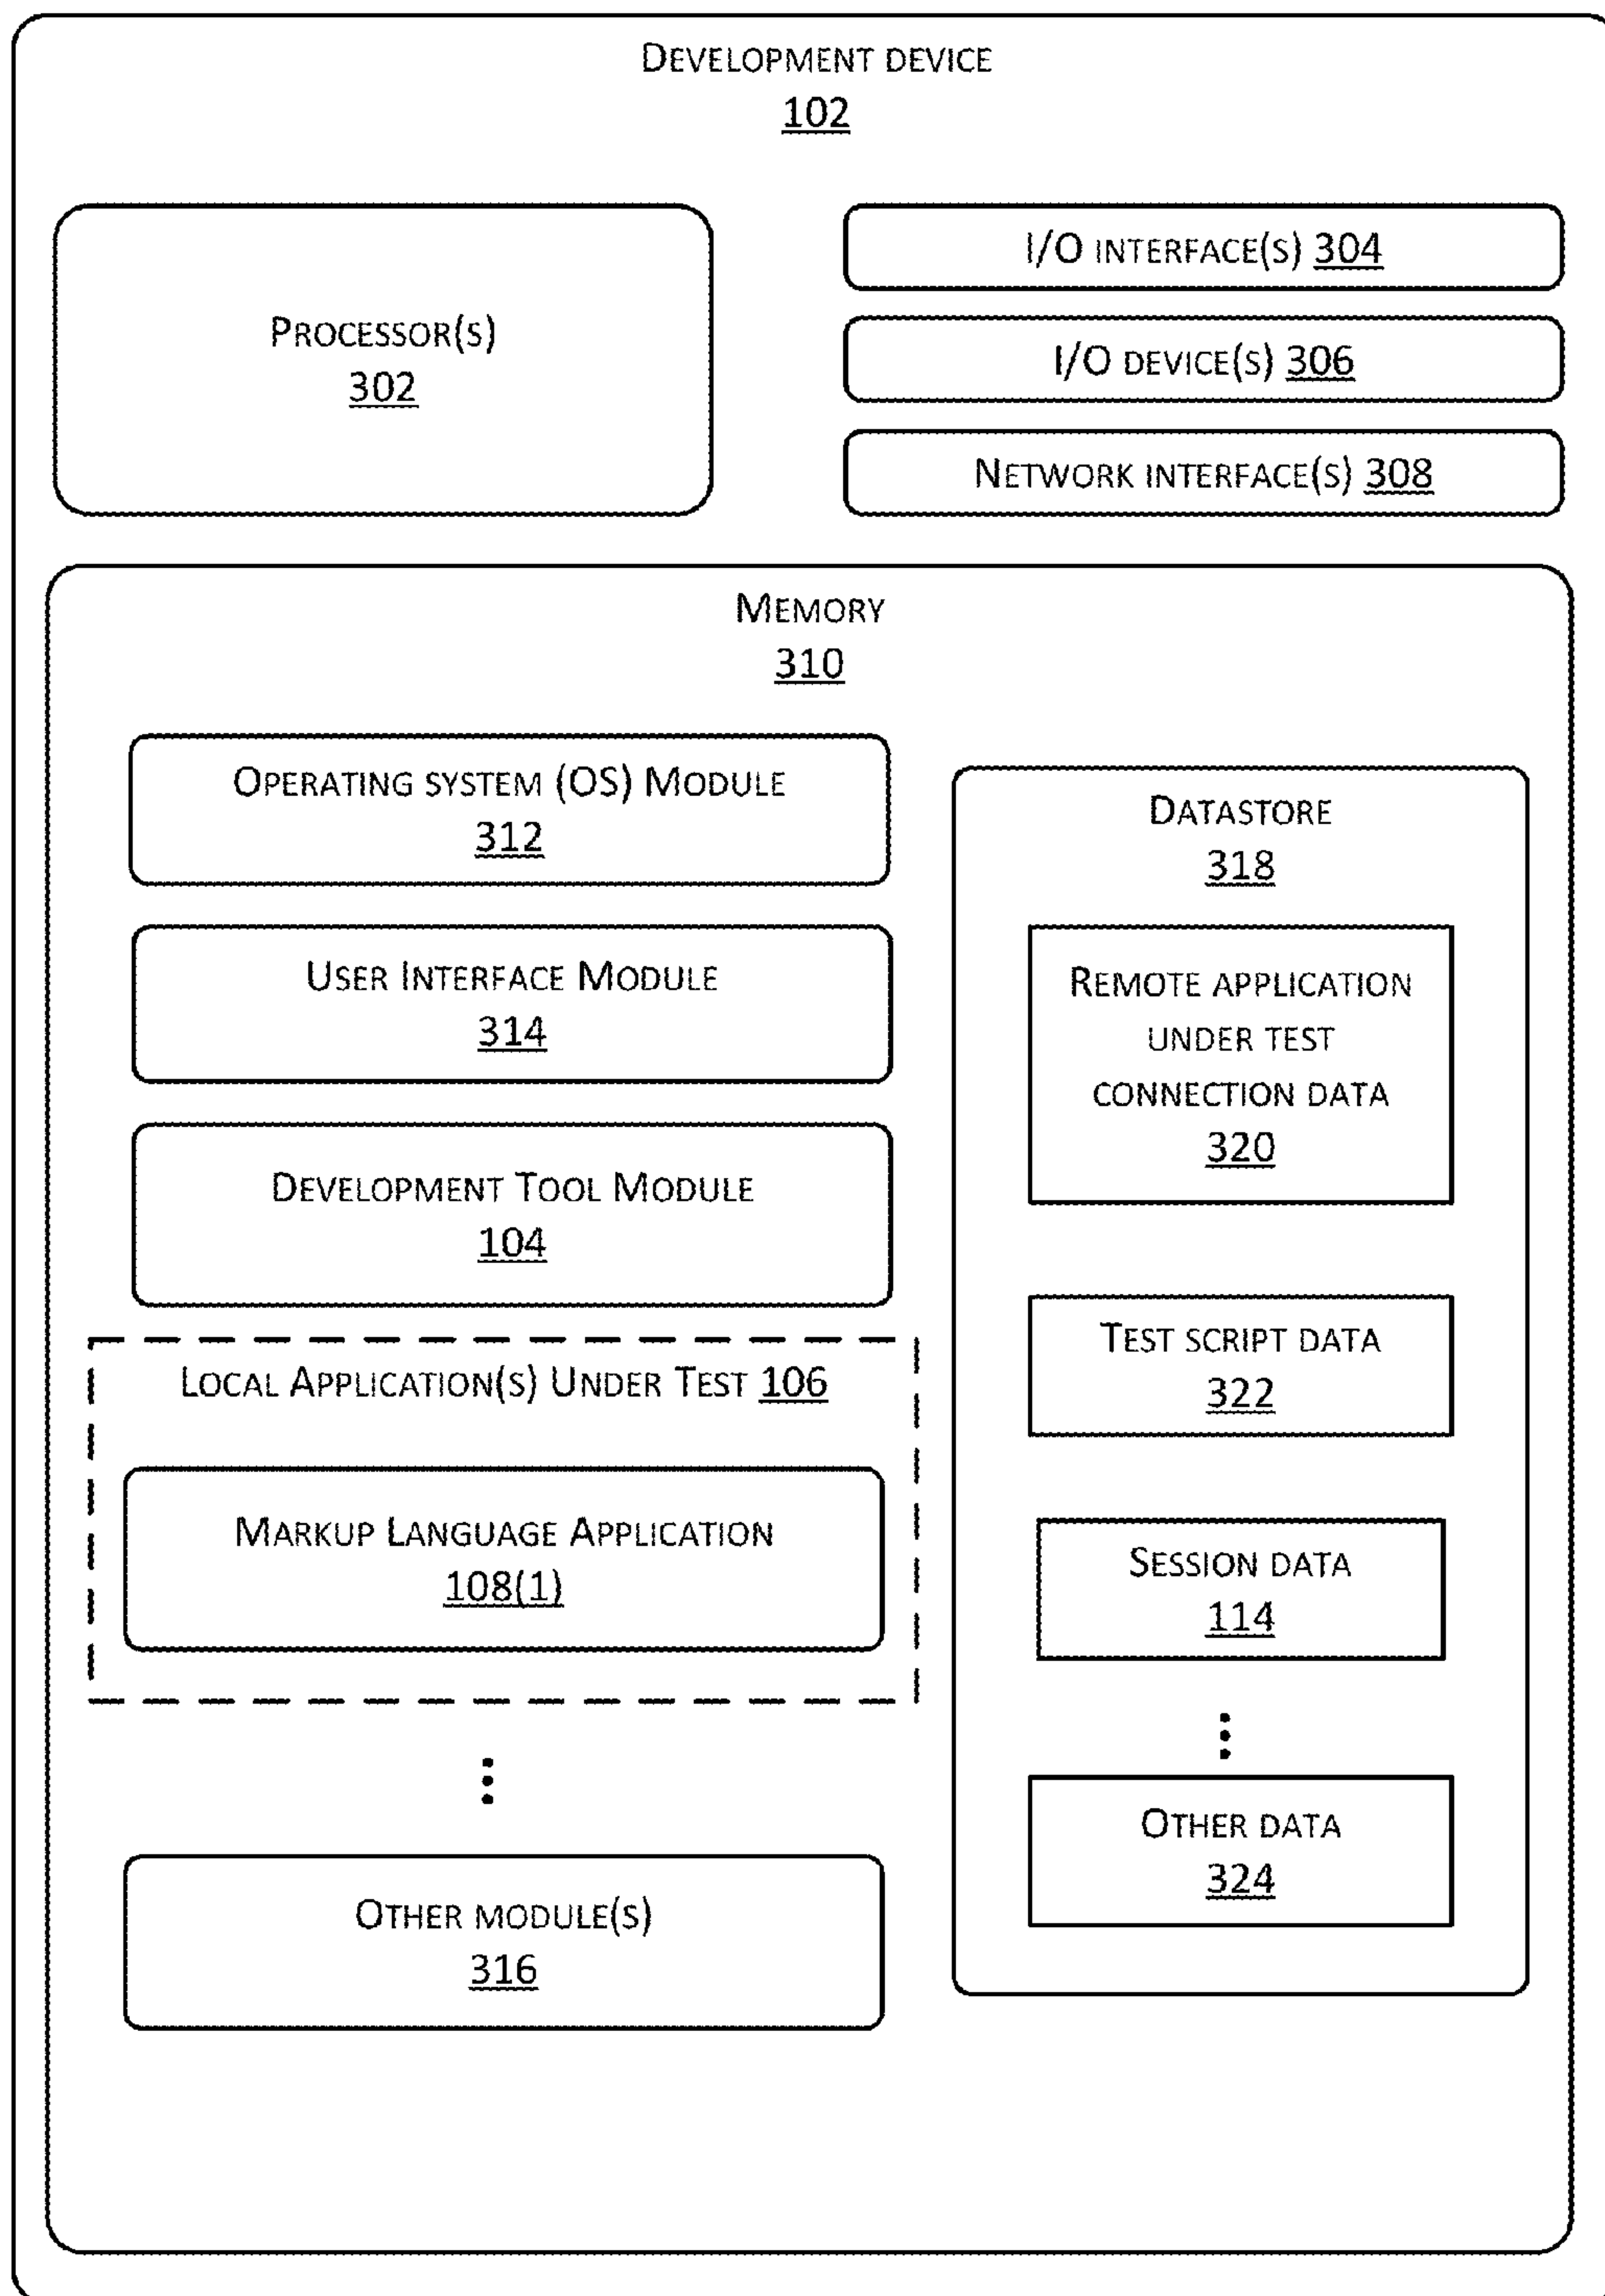 DEVELOPMENT DEVICE
102
PROCESSOR(S)
302
I/O INTERFACE(S) 304
I/O DEVICE(S) 306
NETWORK INTERFACE(S) 308
MEMORY
310
OPERATING SYSTEM (OS) MODULE
312
USER INTERFACE MODULE
314
DEVELOPMENT TOOL MODULE
104
LOCAL APPLICATION(S) UNDER TEST 106
MARKUP LANGUAGE APPLICATION
108(1)
OTHER MODULE(S)
316
DATASTORE
318
REMOTE APPLICATION
UNDER TEST
CONNECTION DATA
320
TEST SCRIPT DATA
322
SESSION DATA
114
OTHER DATA
324